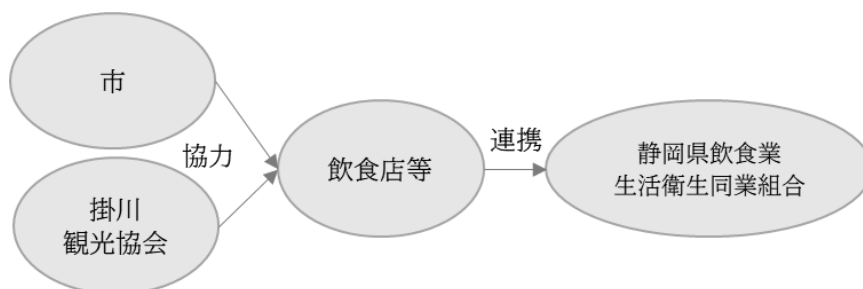 市
協力
掛川
観光協会
飲食店等
連携
静岡県飲食業
生活衛生同業組合